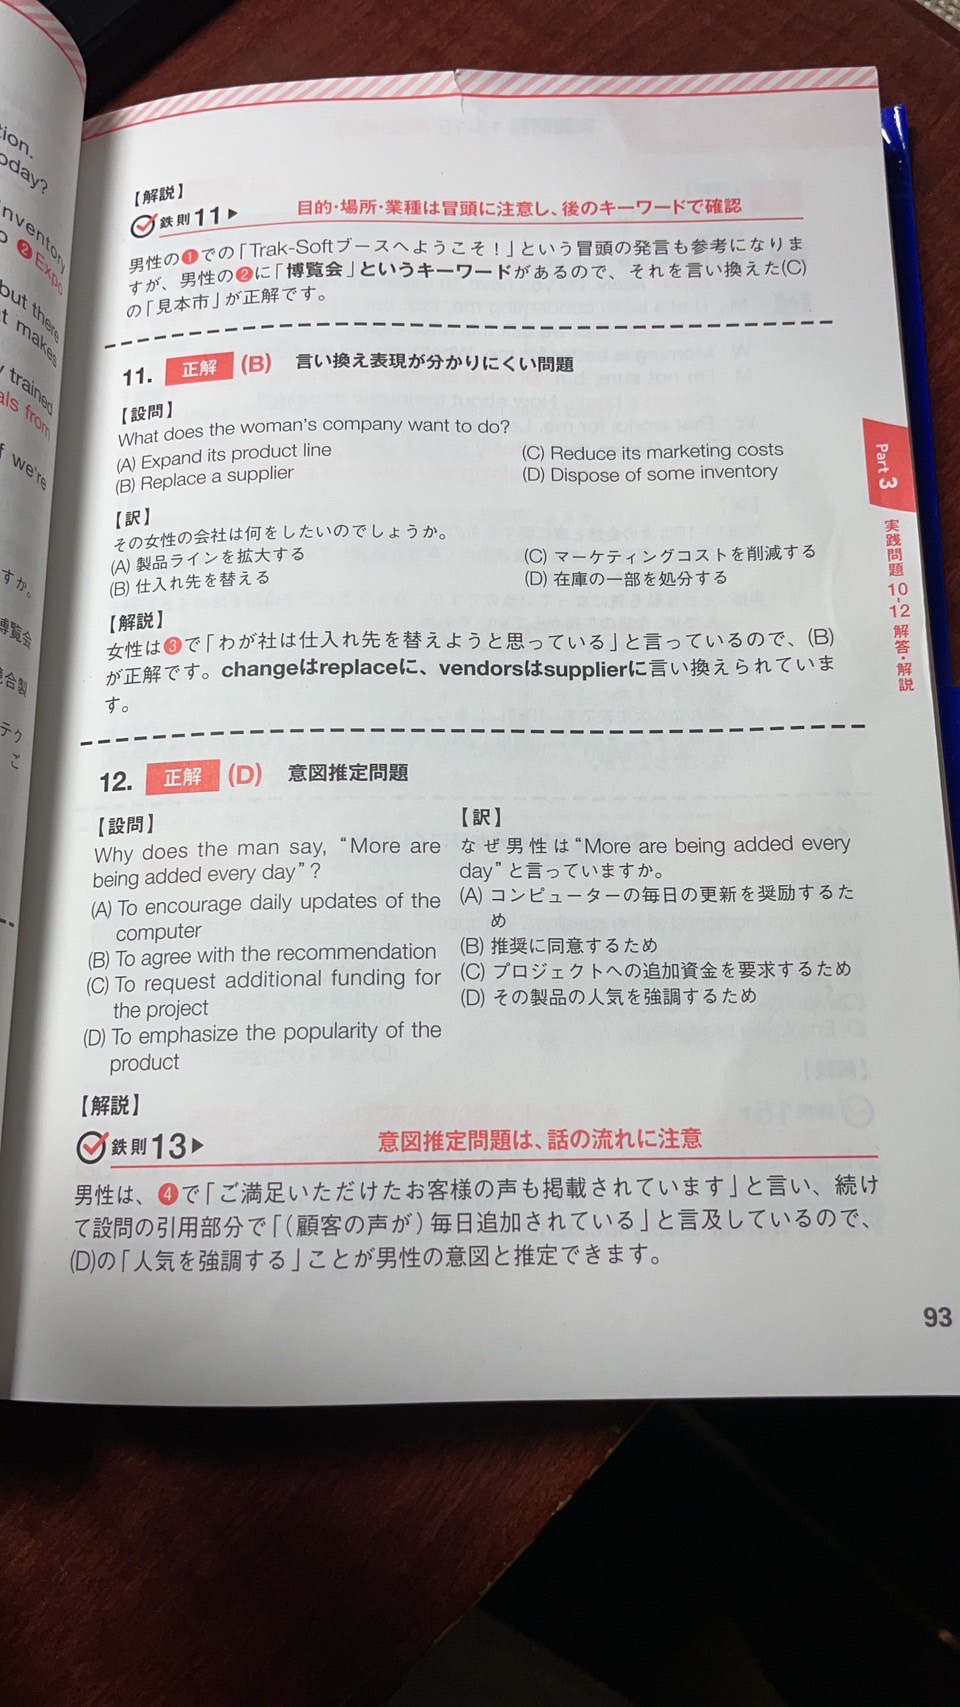 tion.
oday?
nventory
❷ Expo
but there
t makes
trained
als from
f we're
すか。
博覧会
テク
ご
【解説】
鉄則11▶ 目的・場所・業種は冒頭に注意し、後のキーワードで確認
男性の❶での「Trak-Softブースへようこそ！」という冒頭の発言も参考になりま
すが、男性の❷に「博覧会」というキーワードがあるので、それを言い換えた(C)
の「見本市」が正解です。
11. 正解 (B) 言い換え表現が分かりにくい問題
【設問】
What does the woman's company want to do?
(A) Expand its product line (C) Reduce its marketing costs
(B) Replace a supplier (D) Dispose of some inventory
【訳】
その女性の会社は何をしたいのでしょうか。
(A) 製品ラインを拡大する (C) マーケティングコストを削減する
(B) 仕入れ先を替える (D) 在庫の一部を処分する
【解説】
女性は❸で「わが社は仕入れ先を替えようと思っている」と言っているので、(B)
が正解です。changeはreplaceに、vendorsはsupplierに言い換えられていま
す。
12. 正解 (D) 意図推定問題
【設問】
Why does the man say, “More are
being added every day”?
(A) To encourage daily updates of the
computer
(B) To agree with the recommendation
(C) To request additional funding for
the project
(D) To emphasize the popularity of the
product
【訳】
なぜ男性は“More are being added every
day”と言っていますか。
(A) コンピューターの毎日の更新を奨励するた
め
(B) 推奨に同意するため
(C) プロジェクトへの追加資金を要求するため
(D) その製品の人気を強調するため
【解説】
鉄則13▶ 意図推定問題は、話の流れに注意
男性は、❹で「ご満足いただけたお客様の声も掲載されています」と言い、続け
て設問の引用部分で「（顧客の声が）毎日追加されている」と言及しているので、
(D)の「人気を強調する」ことが男性の意図と推定できます。
Part 3
実践問題 10-12 解答・解説
93